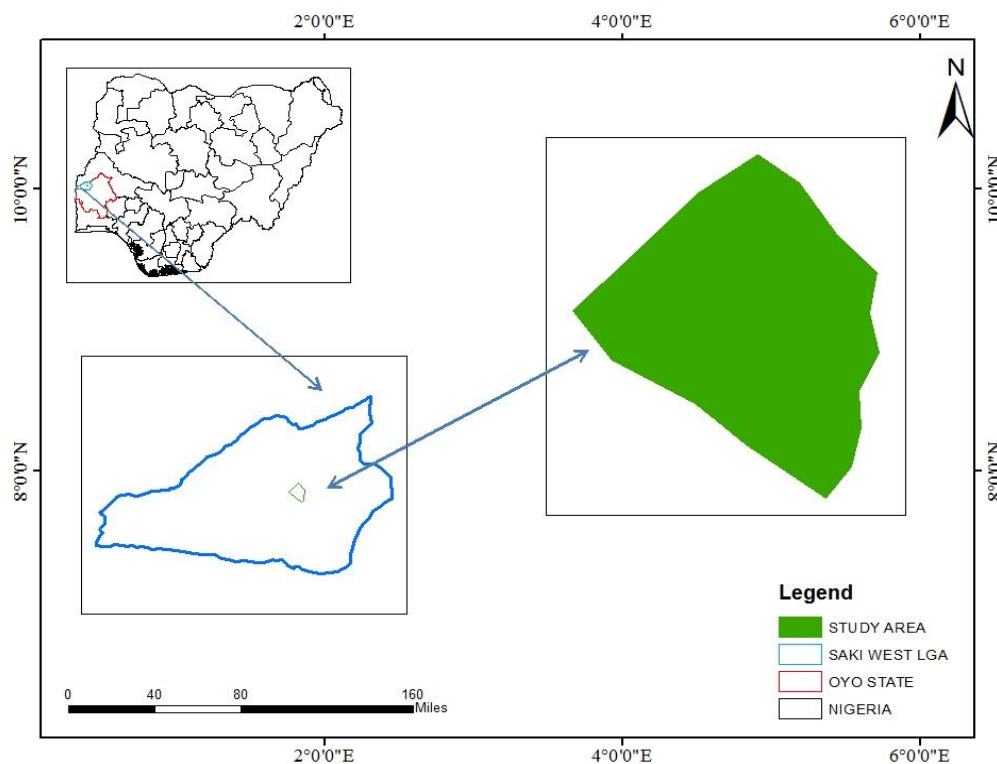 2°0'0"E 4°0'0"E 6°0'0"E
N
10°0'0"N
10°0'0"N
8°0'0"N
8°0'0"N
Legend
STUDY AREA
SAKI WEST LGA
OYO STATE
NIGERIA
0 40 80 160
Miles
2°0'0"E 4°0'0"E 6°0'0"E